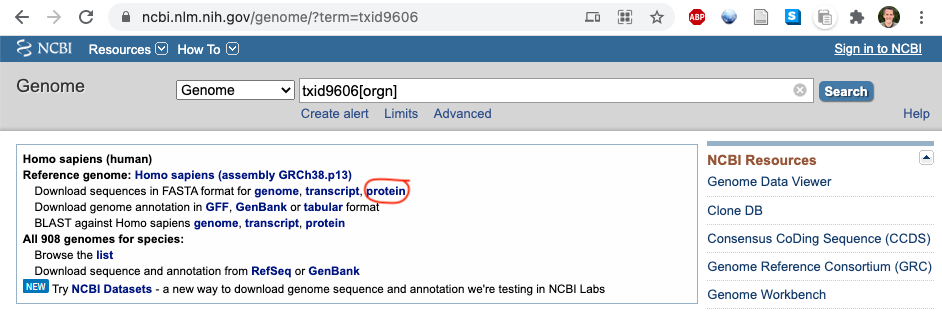 ncbi.nlm.nih.gov/genome/?term=txid9606
ABP
S
NCBI Resources How To Sign in to NCBI
Genome Genome txid9606[orgn] Search
Create alert Limits Advanced Help
Homo sapiens (human)
Reference genome: Homo sapiens (assembly GRCh38.p13)
Download sequences in FASTA format for genome, transcript, protein
Download genome annotation in GFF, GenBank or tabular format
BLAST against Homo sapiens genome, transcript, protein
All 908 genomes for species:
Browse the list
Download sequence and annotation from RefSeq or GenBank
NEW Try NCBI Datasets - a new way to download genome sequence and annotation we're testing in NCBI Labs
NCBI Resources
Genome Data Viewer
Clone DB
Consensus CoDing Sequence (CCDS)
Genome Reference Consortium (GRC)
Genome Workbench